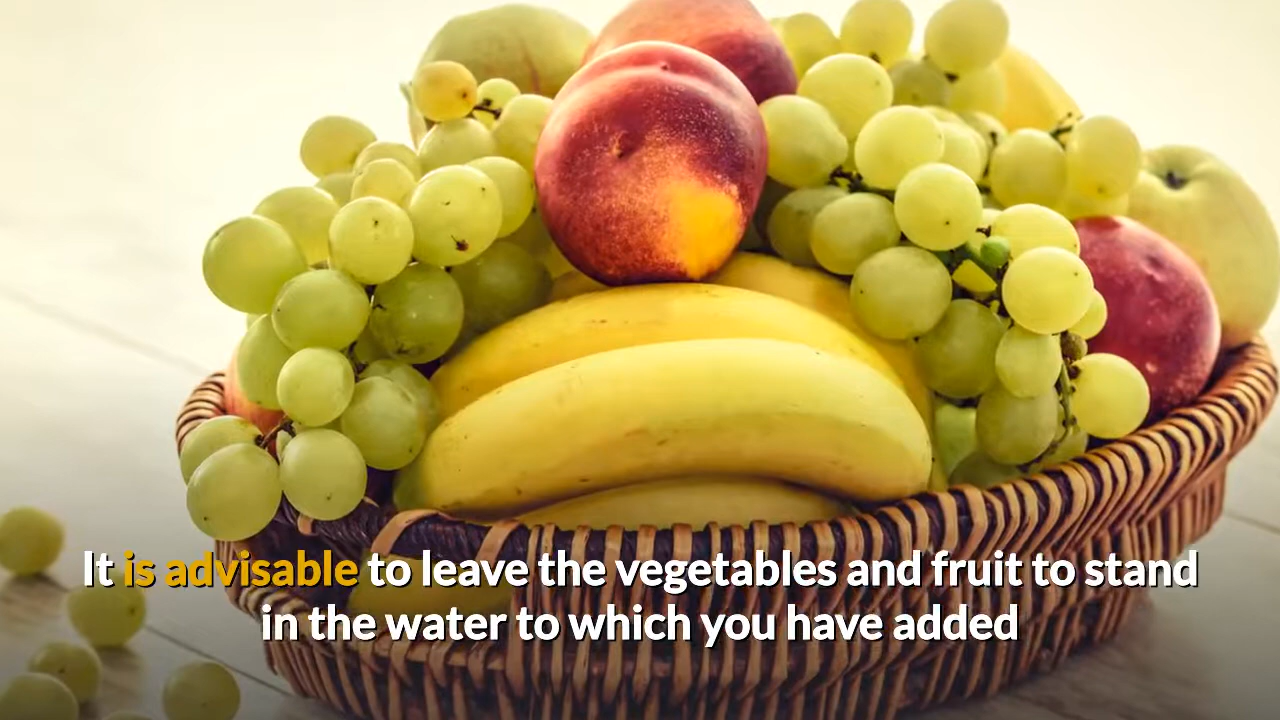 It is advisable to leave the vegetables and fruit to stand
in the water to which you have added